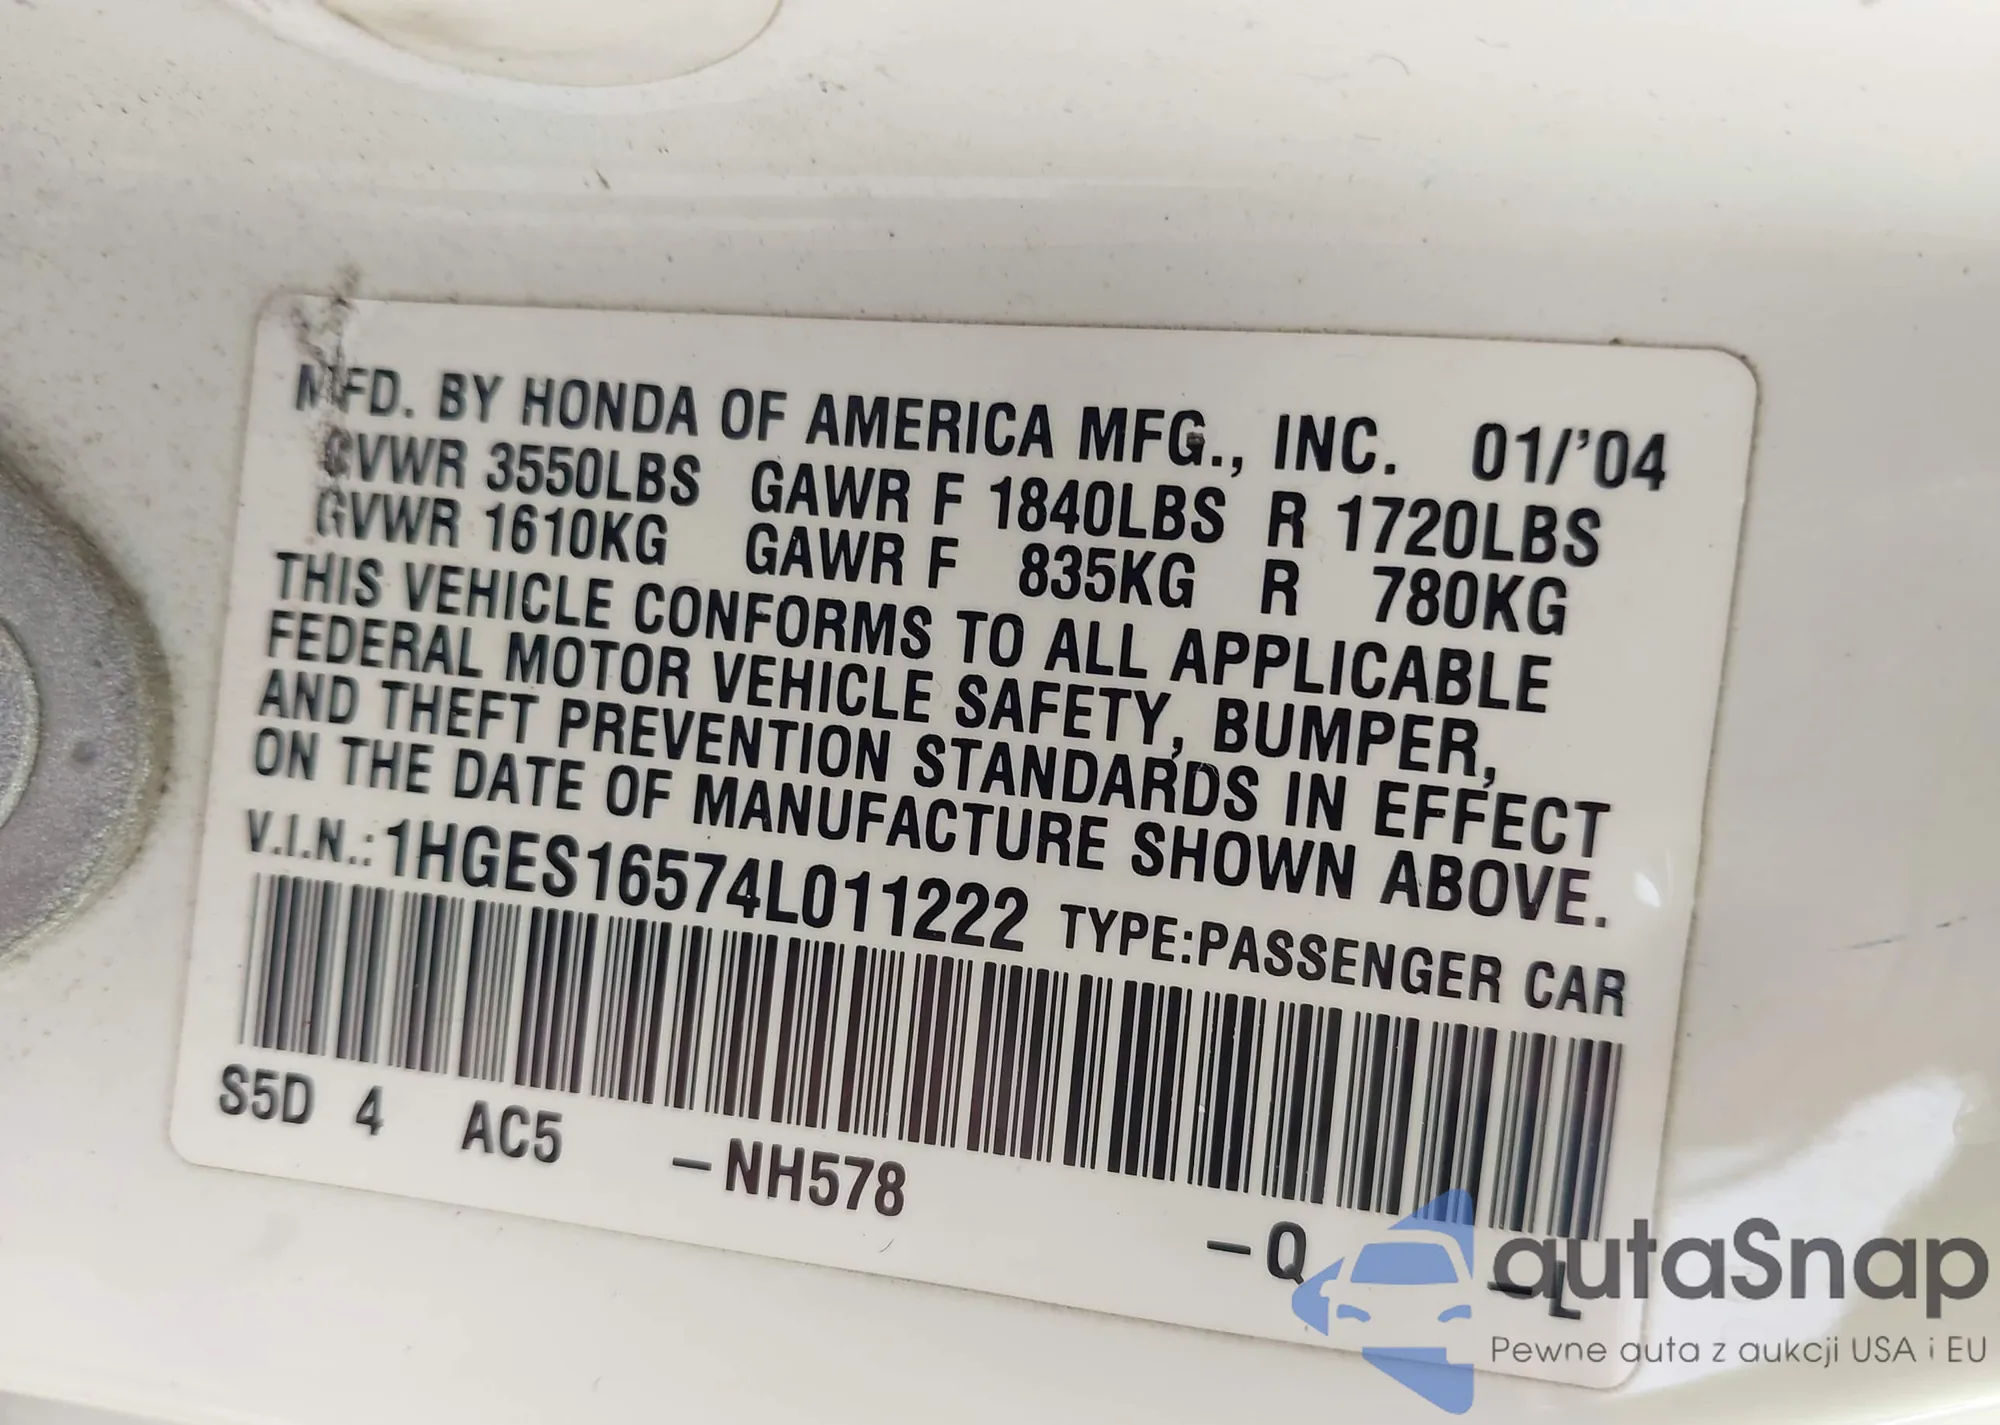 MFD. BY HONDA OF AMERICA MFG., INC. 01/'04
GVWR 3550LBS GAWR F 1840LBS R 1720LBS
GVWR 1610KG GAWR F 835KG R 780KG
THIS VEHICLE CONFORMS TO ALL APPLICABLE
FEDERAL MOTOR VEHICLE SAFETY, BUMPER,
AND THEFT PREVENTION STANDARDS IN EFFECT
ON THE DATE OF MANUFACTURE SHOWN ABOVE.
V.I.N.:1HGES16574L011222 TYPE:PASSENGER CAR
S5D 4 AC5 –NH578 –Q –L
autaSnap
Pewne auta z aukcji USA i EU